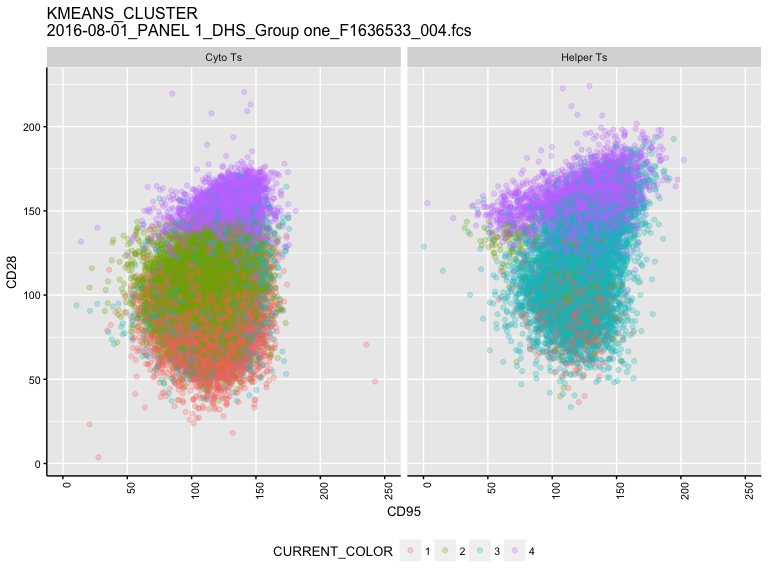 KMEANS_CLUSTER
2016-08-01_PANEL 1_DHS_Group one_F1636533_004.fcs
Cyto Ts
Helper Ts
200
150
100
50
0
CD28
0 50 100 150 200 250
0 50 100 150 200 250
CD95
CURRENT_COLOR 1 2 3 4